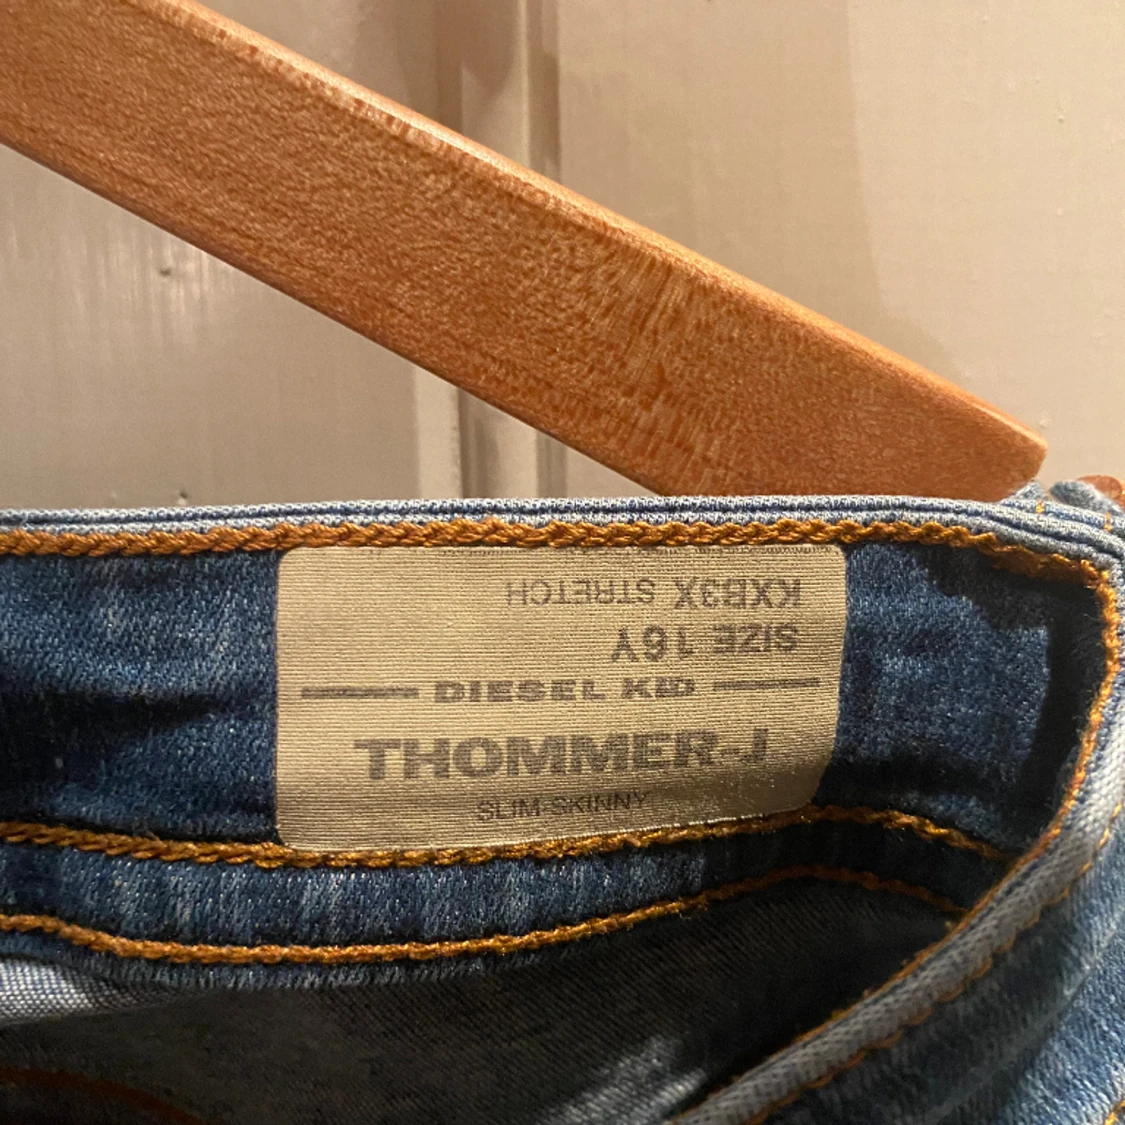 KXB3X STRETCH
SIZE 16Y
DIESEL KID
THOMMER-J
SLIM-SKINNY